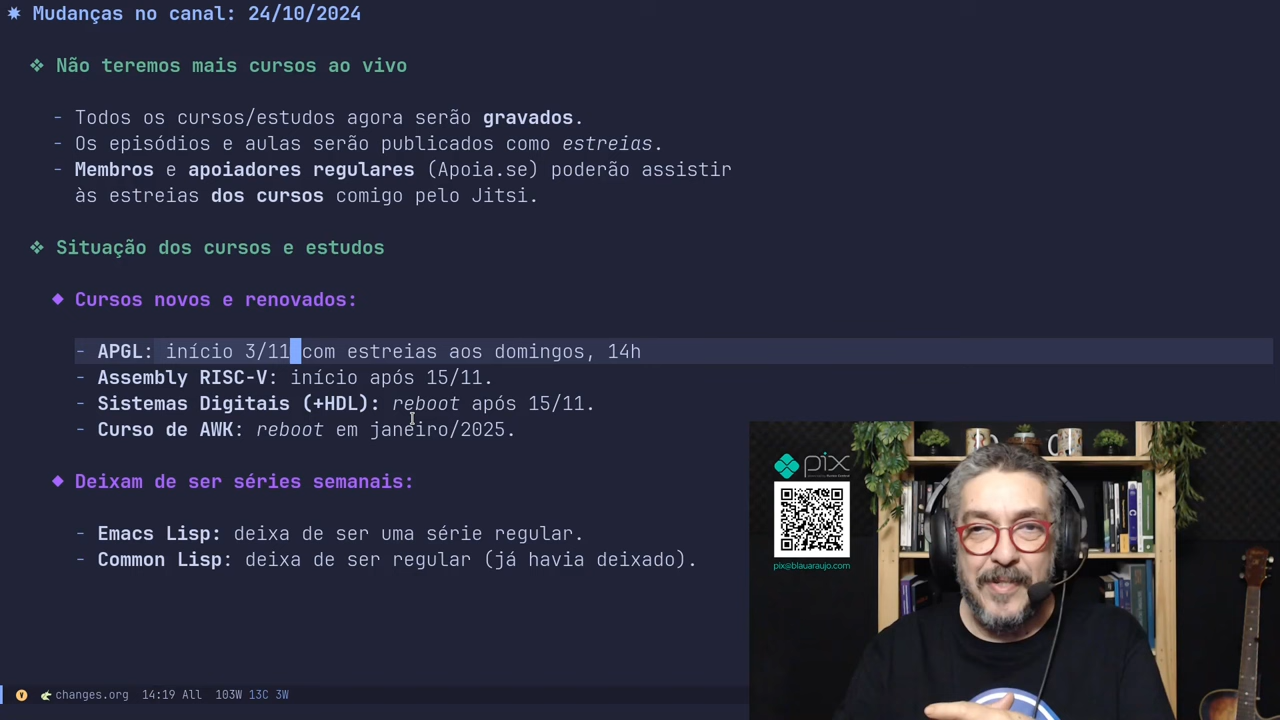 Mudanças no canal: 24/10/2024
Não teremos mais cursos ao vivo
- Todos os cursos/estudos agora serão gravados.
- Os episódios e aulas serão publicados como estreias.
- Membros e apoiadores regulares (Apoia.se) poderão assistir
às estreias dos cursos comigo pelo Jitsi.
Situação dos cursos e estudos
Cursos novos e renovados:
- APGL: início 3/11 com estreias aos domingos, 14h
- Assembly RISC-V: início após 15/11.
- Sistemas Digitais (+HDL): reboot após 15/11.
- Curso de AWK: reboot em janeiro/2025.
Deixam de ser séries semanais:
- Emacs Lisp: deixa de ser uma série regular.
- Common Lisp: deixa de ser regular (já havia deixado).
pix
pix@blauaraujo.com
changes.org 14:19 All 103W 13C 3W